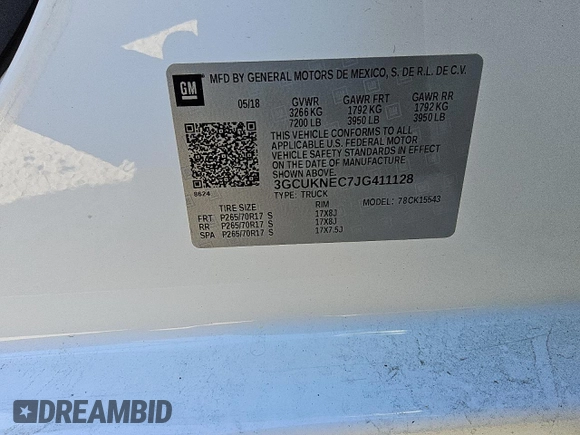 GM
MFD BY GENERAL MOTORS DE MEXICO, S. DE R.L. DE C.V.
05/18 GVWR GAWR FRT GAWR RR
3266 KG 1792 KG 1792 KG
7200 LB 3950 LB 3950 LB
THIS VEHICLE CONFORMS TO ALL
APPLICABLE U.S. FEDERAL MOTOR
VEHICLE SAFETY STANDARDS IN EFFECT
ON THE DATE OF MANUFACTURE
SHOWN ABOVE.
3GCUKNEC7JG411128
8624 TYPE: TRUCK
MODEL: 78CK15543
TIRE SIZE RIM
FRT P265/70R17 S 17X8J
RR P265/70R17 S 17X8J
SPA P265/70R17 S 17X7.5J
DREAMBID